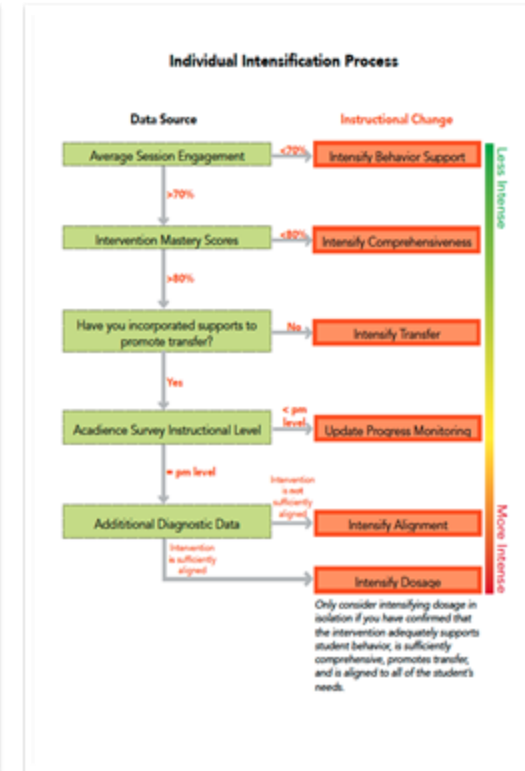 Individual Intensification Process
Data Source
Instructional Change
Average Session Engagement
<70%
Intensify Behavior Support
>70%
Intervention Mastery Scores
<80%
Intensify Comprehensiveness
>80%
Have you incorporated supports to
promote transfer?
No
Intensify Transfer
Yes
Acadience Survey Instructional Level
< pm
level
Update Progress Monitoring
= pm level
Addititional Diagnostic Data
Intervention
is not
sufficiently
aligned
Intensify Alignment
Intervention
is sufficiently
aligned
Intensify Dosage
Only consider intensifying dosage in
isolation if you have confirmed that
the intervention adequately supports
student behavior, is sufficiently
comprehensive, promotes transfer,
and is aligned to all of the student's
needs.
Less Intense
More Intense